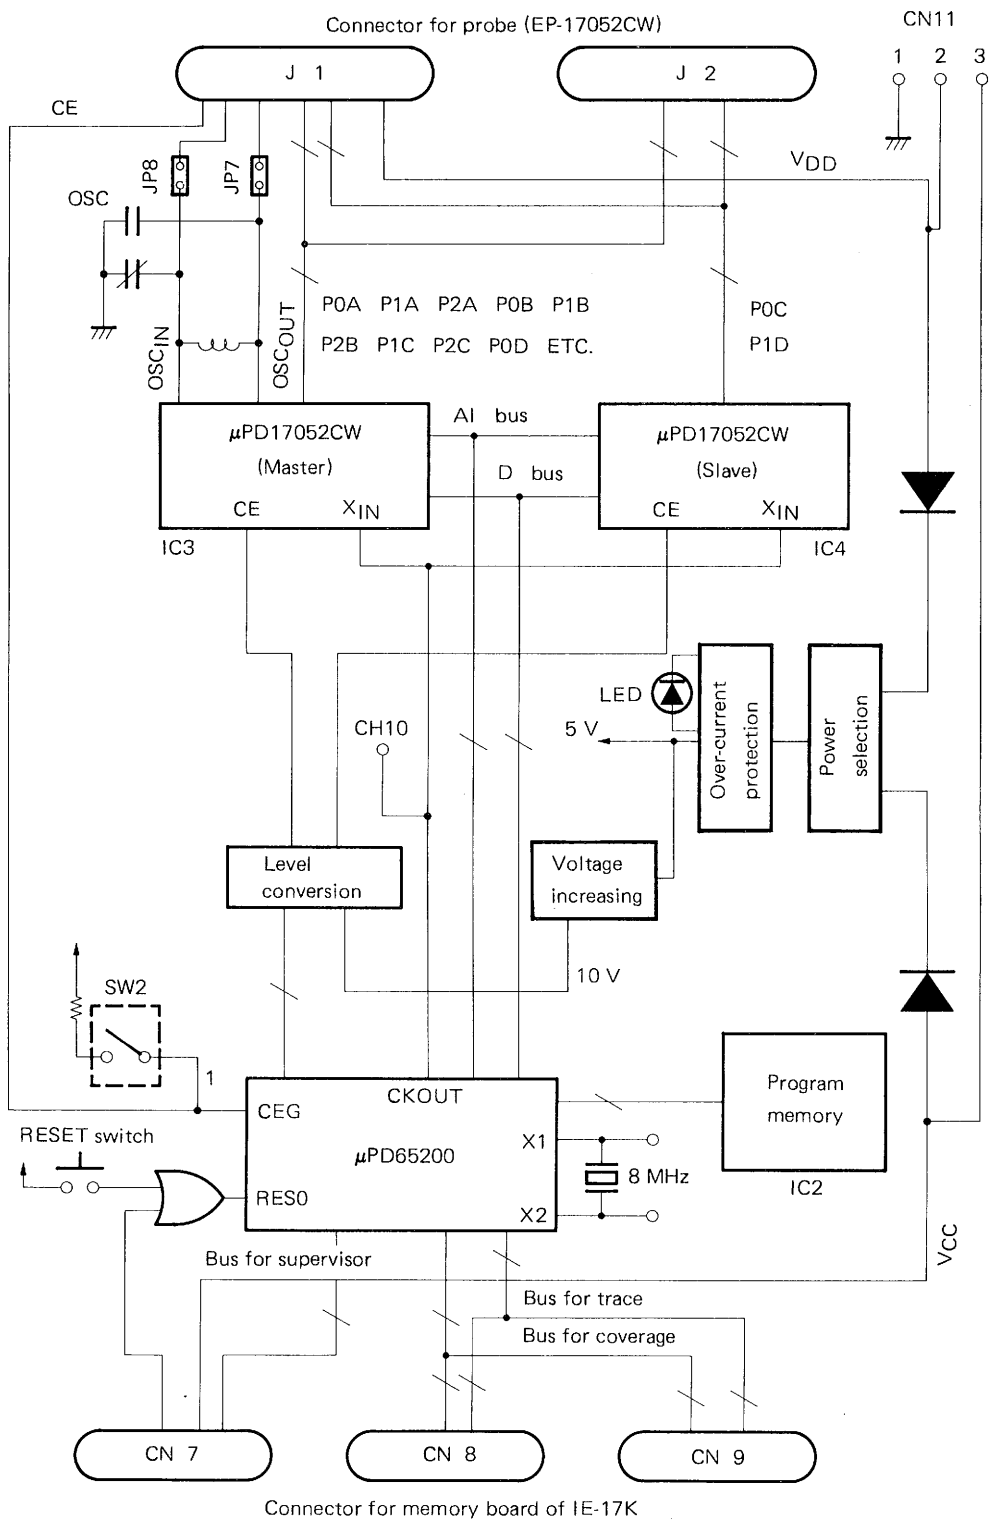 Connector for probe (EP-17052CW)
CN11
J 1
J 2
1
2
3
CE
VDD
JP8
JP7
OSC
OSCIN
OSCOUT
P0A P1A P2A P0B P1B
P2B P1C P2C P0D ETC.
P0C
P1D
μPD17052CW
(Master)
CE
XIN
IC3
AI bus
D bus
μPD17052CW
(Slave)
CE
XIN
IC4
LED
5 V
Over-current
protection
Power
selection
CH10
Level
conversion
Voltage
increasing
10 V
SW2
1
CKOUT
CEG
μPD65200
X1
X2
RES0
8 MHz
Program
memory
IC2
RESET switch
VCC
Bus for supervisor
Bus for trace
Bus for coverage
CN 7
CN 8
CN 9
Connector for memory board of IE-17K